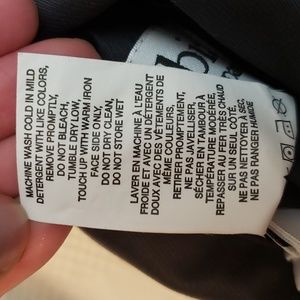 MACHINE WASH COLD IN MILD
DETERGENT WITH LIKE COLORS,
REMOVE PROMPTLY,
DO NOT BLEACH,
TUMBLE DRY LOW,
TOUCH UP WITH WARM IRON
FACE SIDE ONLY,
DO NOT DRY CLEAN,
DO NOT STORE WET
LAVER EN MACHINE À L'EAU
FROIDE ET AVEC UN DÉTERGENT
DOUX AVEC DES VÊTEMENTS DE
MÊME COULEUR,
RETIRER PROMPTEMENT,
NE PAS JAVELLISER,
SÉCHER EN TAMBOUR À
TEMPÉRATURE MODÉRÉE,
REPASSER AU FER MOINS CHAUD
SUR UN SEUL CÔTÉ,
NE PAS NETTOYER À SEC,
NE PAS RANGER HUMIDE